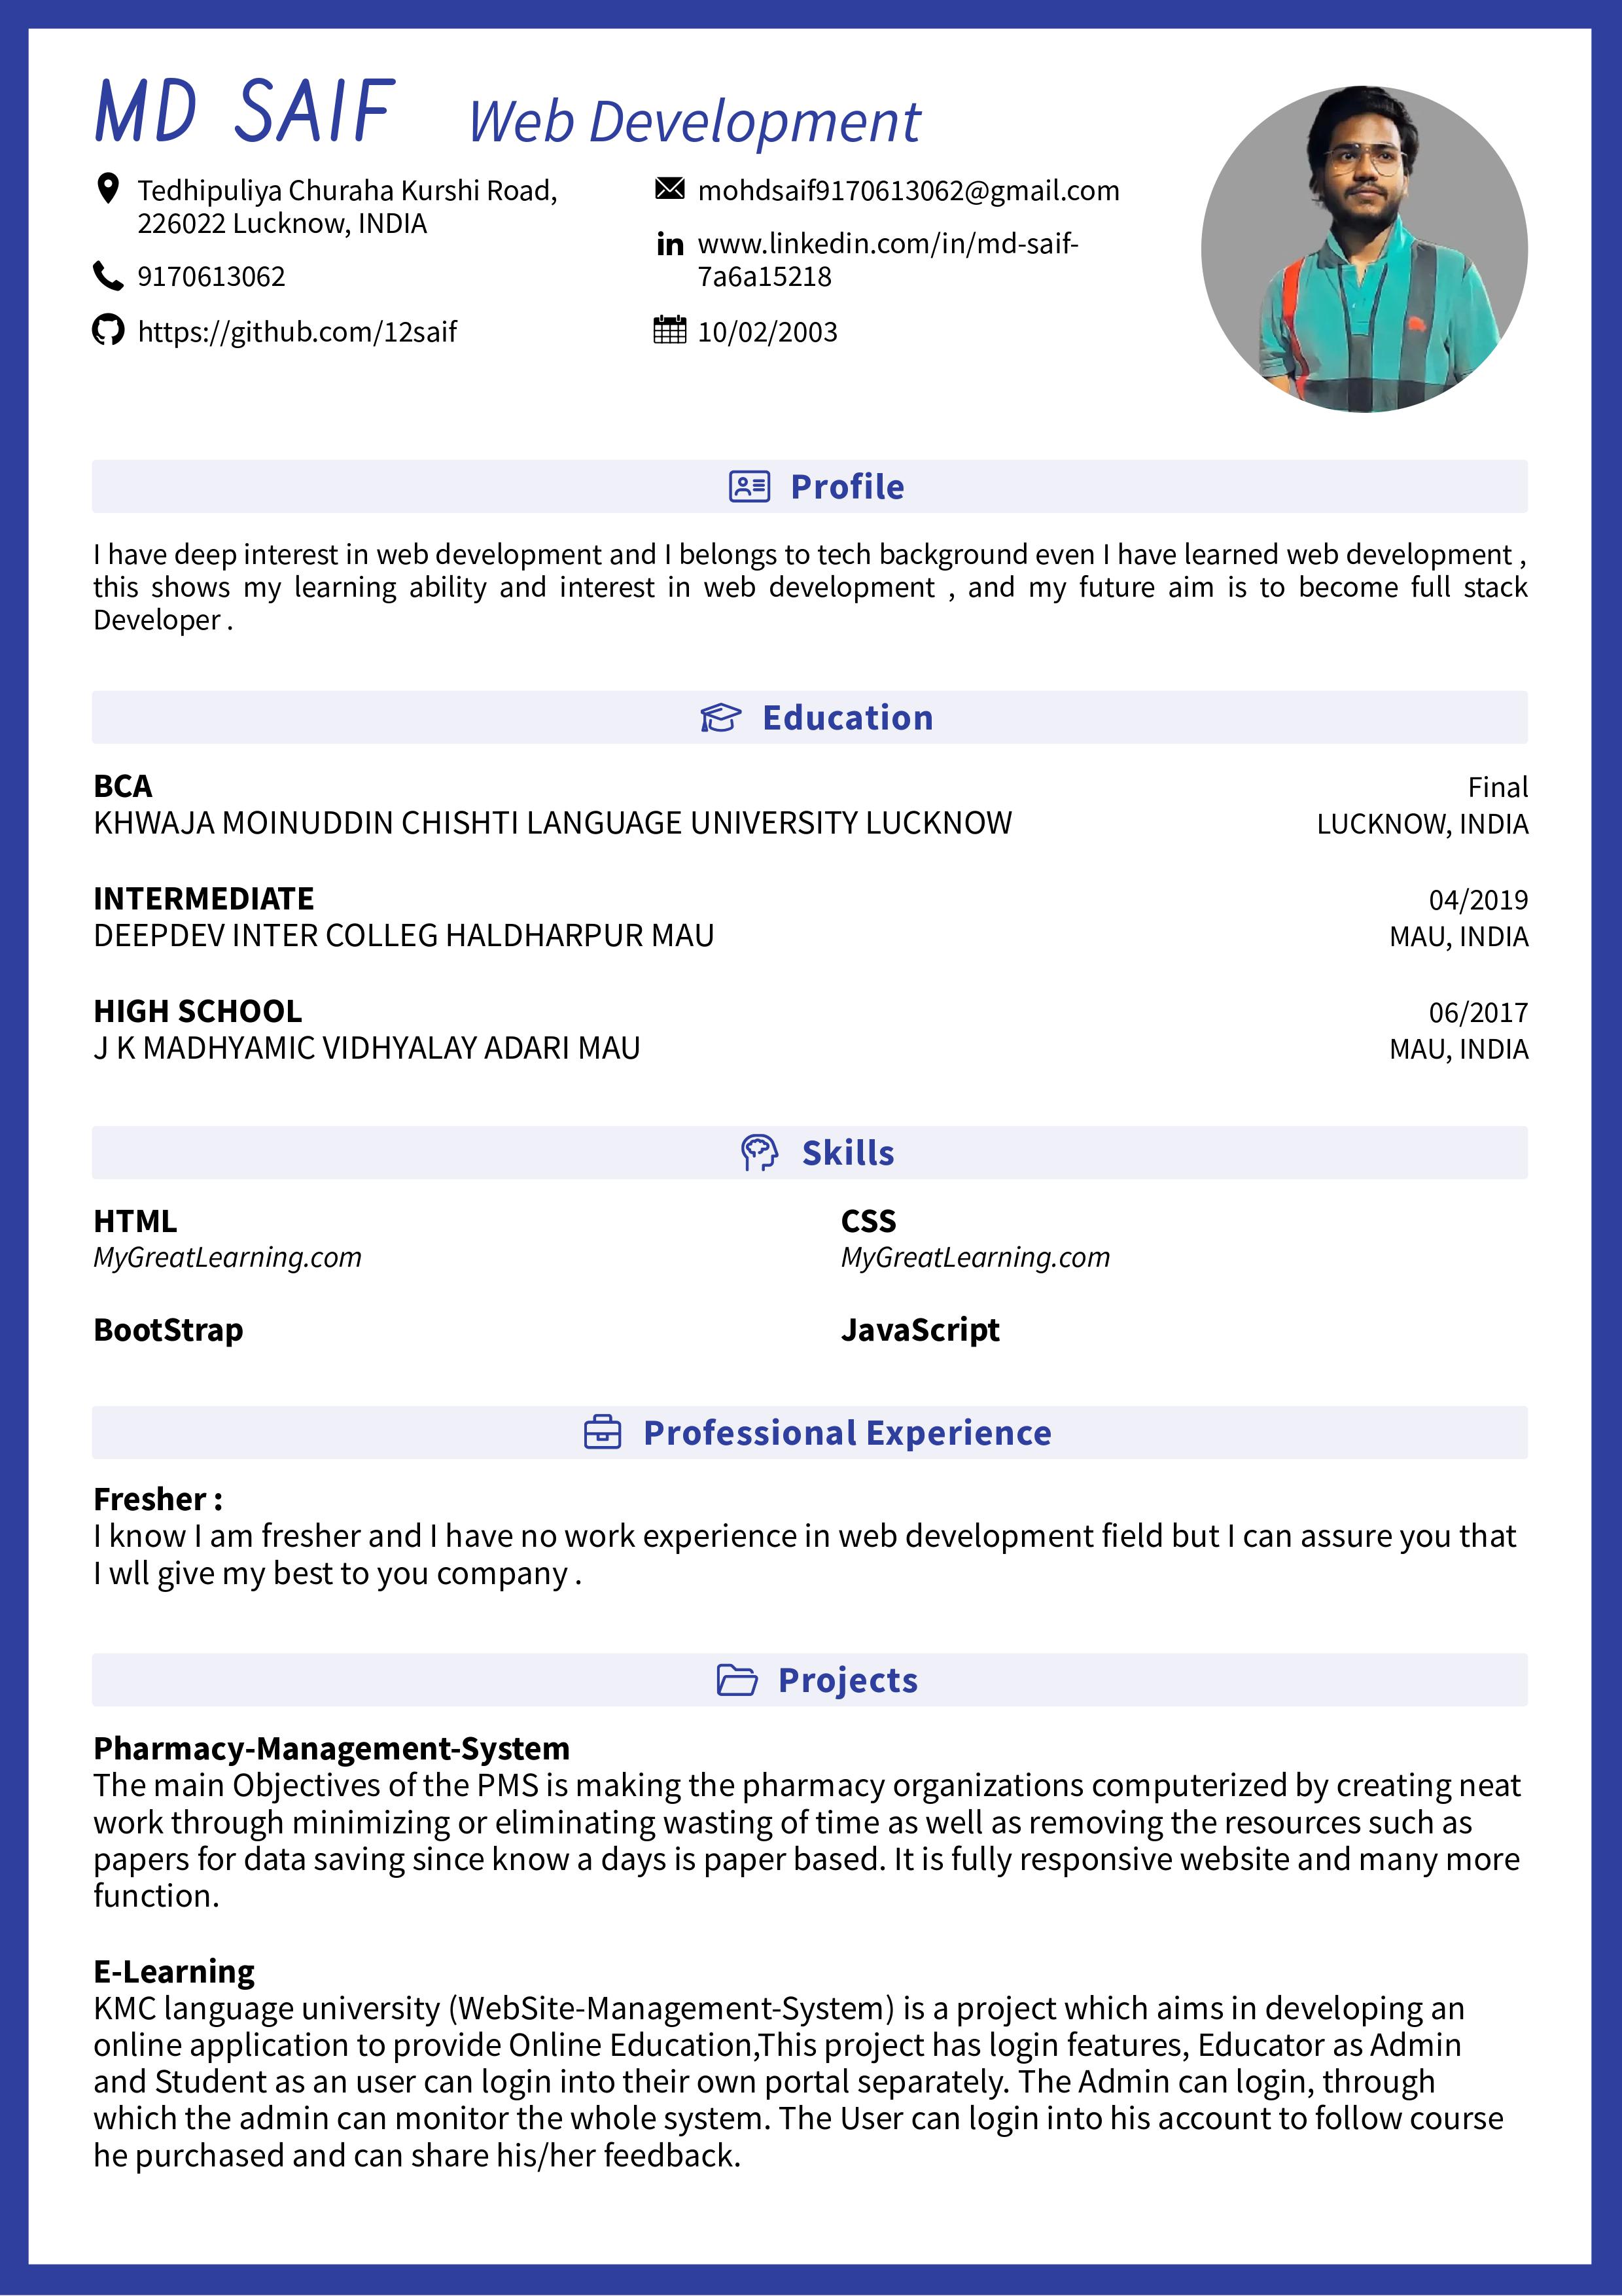 MD SAIF Web Development
Tedhipuliya Churaha Kurshi Road,
226022 Lucknow, INDIA
9170613062
https://github.com/12saif
mohdsaif9170613062@gmail.com
in www.linkedin.com/in/md-saif-
7a6a15218
10/02/2003
Profile
I have deep interest in web development and I belongs to tech background even I have learned web development ,
this shows my learning ability and interest in web development , and my future aim is to become full stack
Developer .
Education
BCA Final
KHWAJA MOINUDDIN CHISHTI LANGUAGE UNIVERSITY LUCKNOW LUCKNOW, INDIA
INTERMEDIATE 04/2019
DEEPDEV INTER COLLEG HALDHARPUR MAU MAU, INDIA
HIGH SCHOOL 06/2017
J K MADHYAMIC VIDHYALAY ADARI MAU MAU, INDIA
Skills
HTML CSS
MyGreatLearning.com MyGreatLearning.com
BootStrap JavaScript
Professional Experience
Fresher :
I know I am fresher and I have no work experience in web development field but I can assure you that
I wll give my best to you company .
Projects
Pharmacy-Management-System
The main Objectives of the PMS is making the pharmacy organizations computerized by creating neat
work through minimizing or eliminating wasting of time as well as removing the resources such as
papers for data saving since know a days is paper based. It is fully responsive website and many more
function.
E-Learning
KMC language university (WebSite-Management-System) is a project which aims in developing an
online application to provide Online Education,This project has login features, Educator as Admin
and Student as an user can login into their own portal separately. The Admin can login, through
which the admin can monitor the whole system. The User can login into his account to follow course
he purchased and can share his/her feedback.